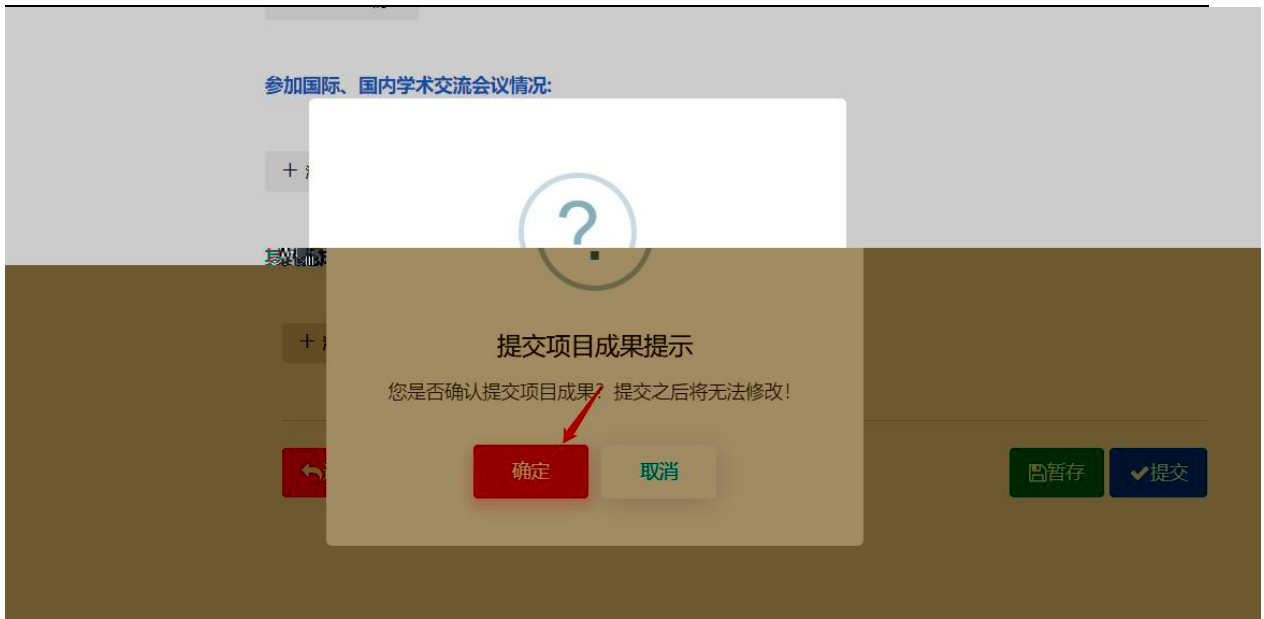 参加国际、国内学术交流会议情况:
+
?
+
提交项目成果提示
您是否确认提交项目成果? 提交之后将无法修改!
确定
取消
暂存
提交